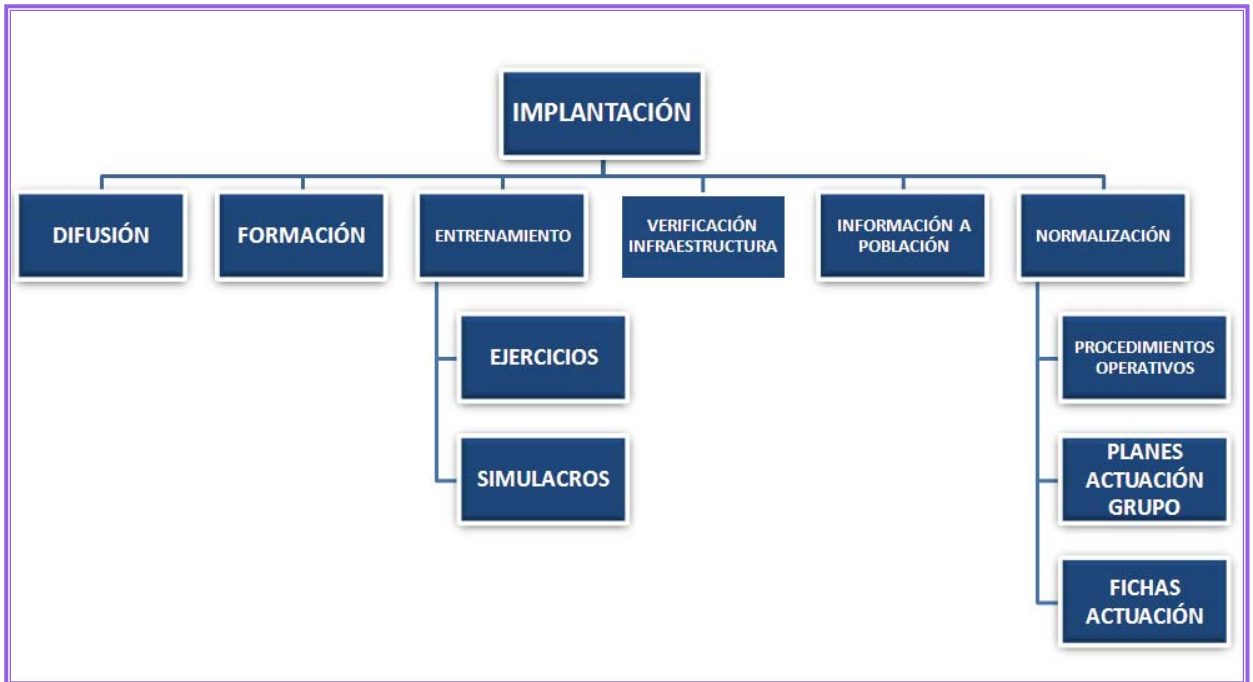 IMPLANTACIÓN
DIFUSIÓN
FORMACIÓN
ENTRENAMIENTO
VERIFICACIÓN
INFRAESTRUCTURA
INFORMACIÓN A
POBLACIÓN
NORMALIZACIÓN
EJERCICIOS
SIMULACROS
PROCEDIMIENTOS
OPERATIVOS
PLANES
ACTUACIÓN
GRUPO
FICHAS
ACTUACIÓN